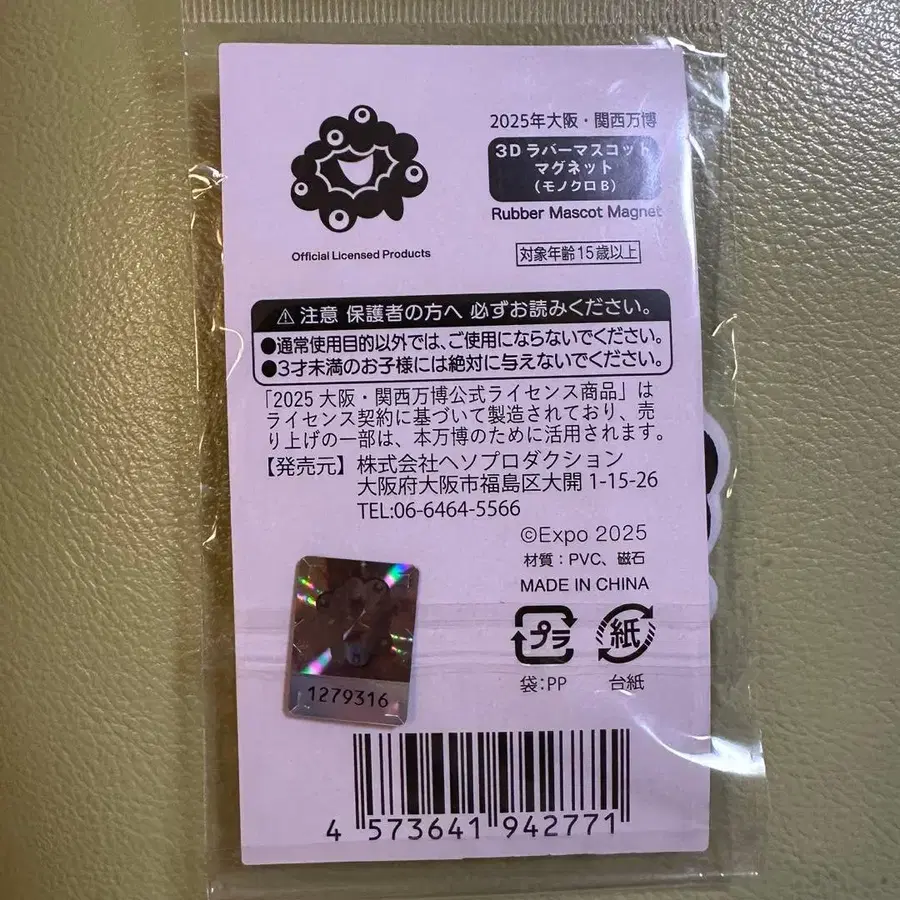 2025年大阪・関西万博
3Dラバーマスコット
マグネット
(モノクロB)
Rubber Mascot Magnet
Official Licensed Products
対象年齢15歳以上
⚠注意 保護者の方へ 必ずお読みください。
●通常使用目的以外では、ご使用にならないでください。
●3才未満のお子様には絶対に与えないでください。
「2025大阪・関西万博公式ライセンス商品」は
ライセンス契約に基づいて製造されており、売
り上げの一部は、本万博のために活用されます。
【発売元】株式会社ヘソプロダクション
大阪府大阪市福島区大開1-15-26
TEL:06-6464-5566
©Expo 2025
材質:PVC、磁石
MADE IN CHINA
プラ 紙
袋:PP 台紙
1279316
4 573641 942771